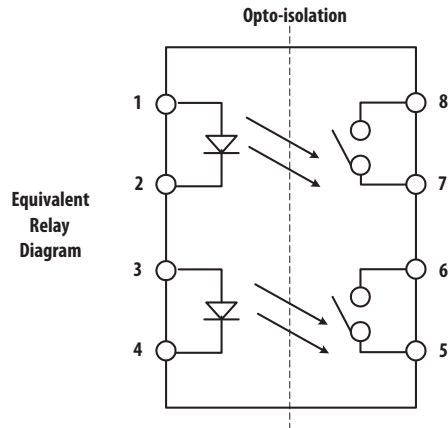 Opto-isolation
1
8
2
7
Equivalent
Relay
Diagram
3
6
4
5